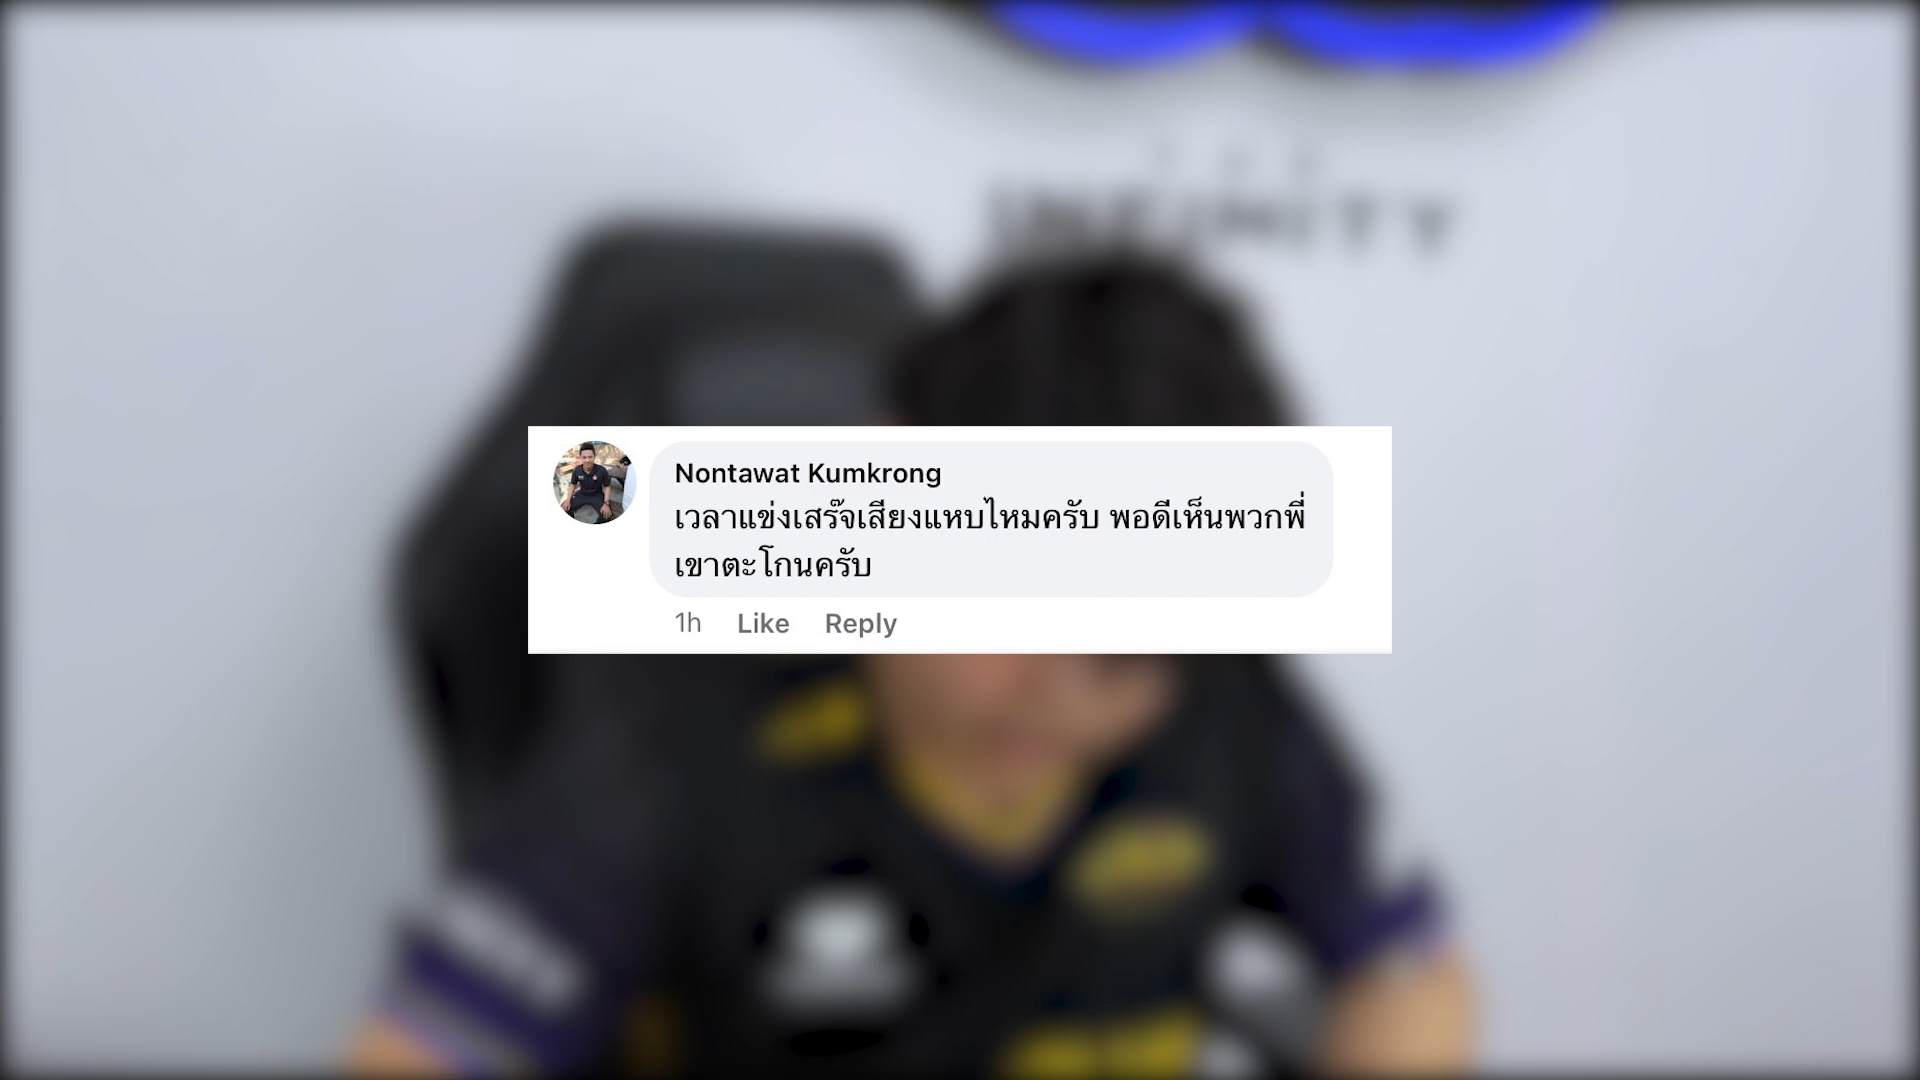 INFINITY
Nontawat Kumkrong
เวลาแข่งเสร๊จเสียงแหบไหมครับ พอดีเห็นพวกพี่
เขาตะโกนครับ
1h Like Reply